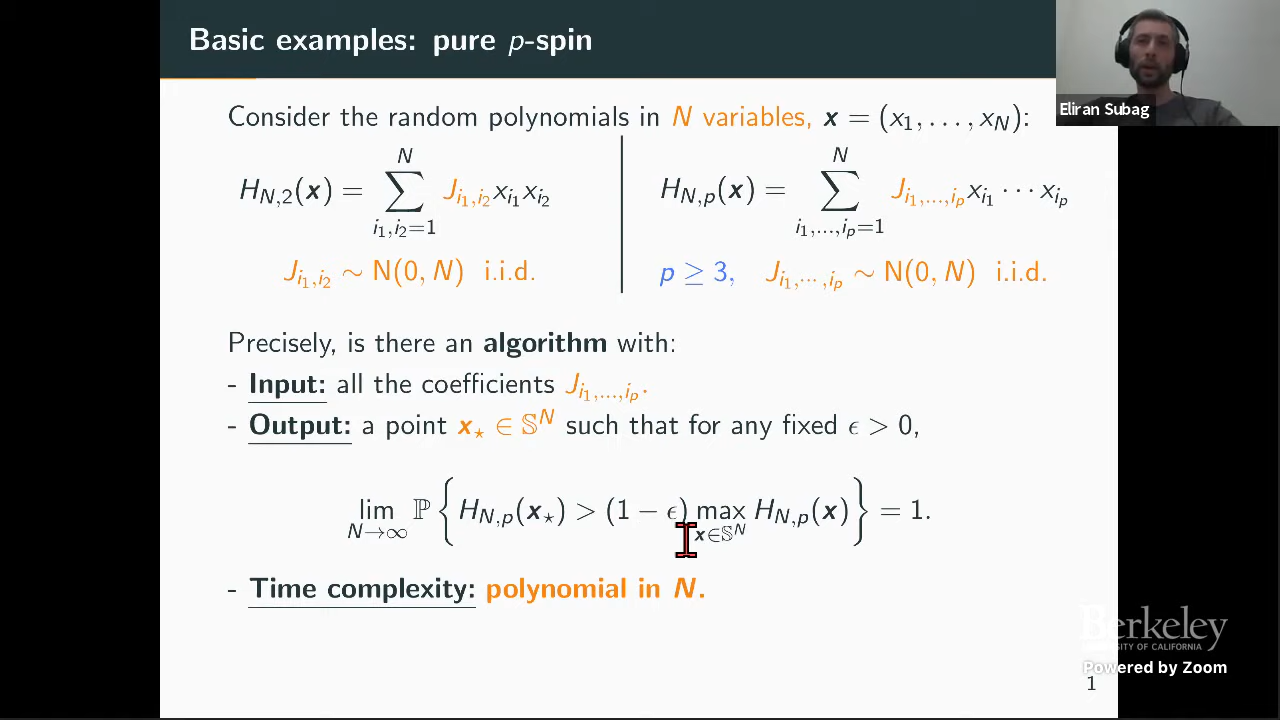 Basic examples: pure p-spin
Eliran Subag
Consider the random polynomials in N variables, x = (x₁, . . . , x_N):
H_{N,2}(x) = ∑_{i₁,i₂=1}^{N} J_{i₁,i₂} x_{i₁} x_{i₂}
J_{i₁,i₂} ∼ N(0, N) i.i.d.
H_{N,p}(x) = ∑_{i₁,...,i_p=1}^{N} J_{i₁,...,i_p} x_{i₁} ··· x_{i_p}
p ≥ 3, J_{i₁,··· ,i_p} ∼ N(0, N) i.i.d.
Precisely, is there an algorithm with:
- Input: all the coefficients J_{i₁,...,i_p}.
- Output: a point x⋆ ∈ 𝕊^N such that for any fixed ϵ > 0,
lim_{N→∞} ℙ{ H_{N,p}(x⋆) > (1 − ϵ) max_{x∈𝕊^N} H_{N,p}(x) } = 1.
- Time complexity: polynomial in N.
Berkeley
UNIVERSITY OF CALIFORNIA
Powered by Zoom
1